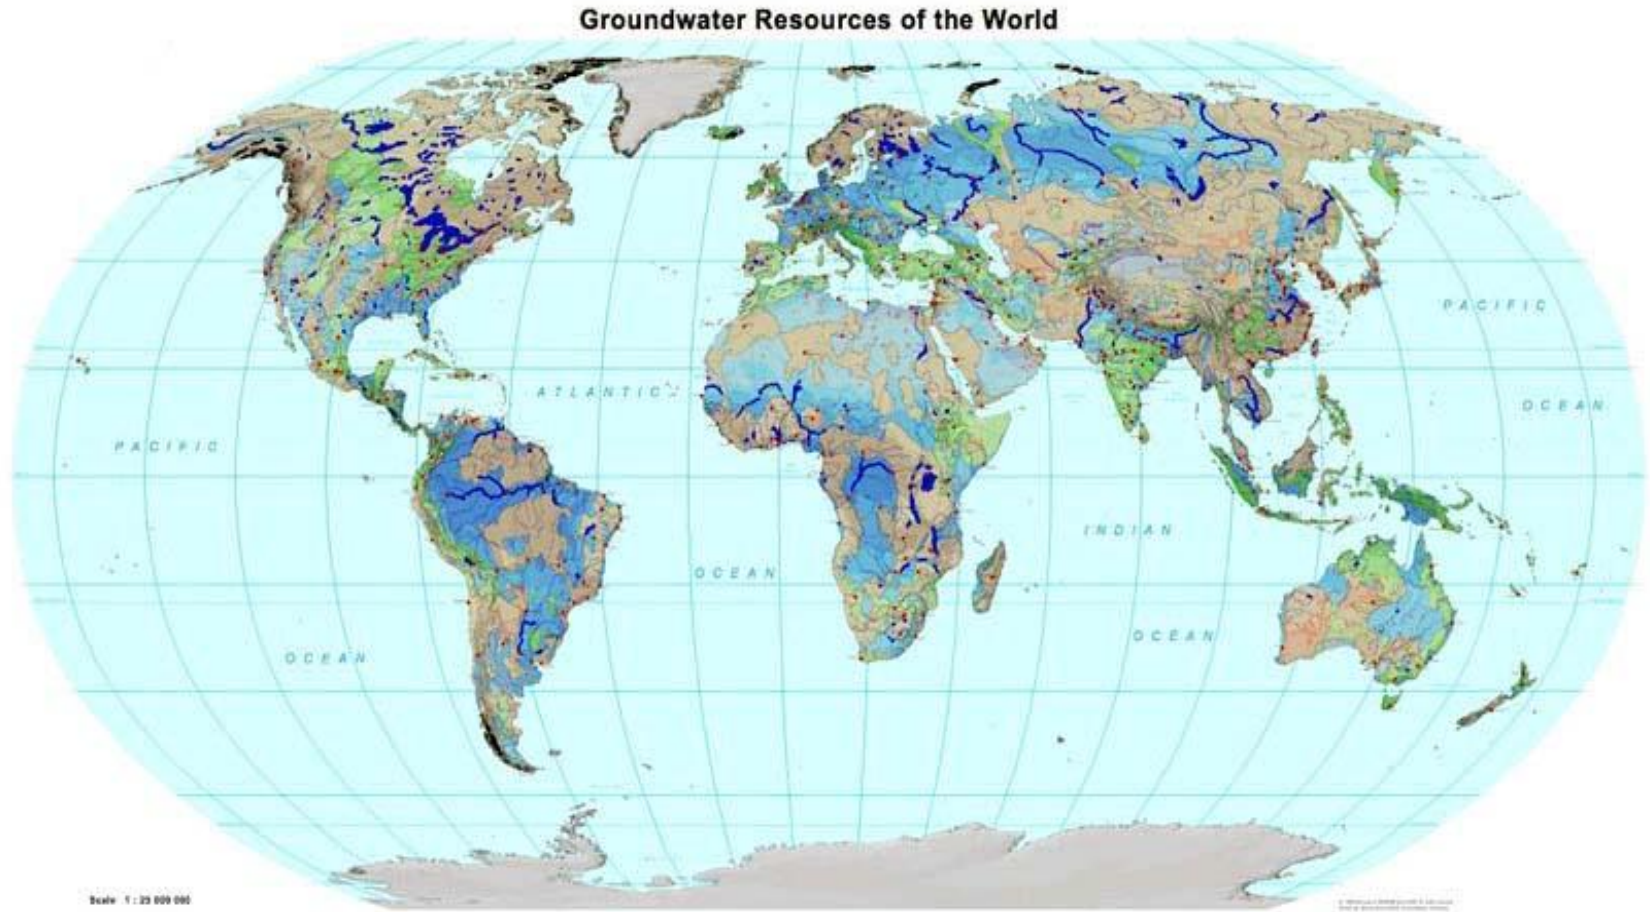 Groundwater Resources of the World
PACIFIC
ATLANTIC
OCEAN
PACIFIC
INDIAN
OCEAN
OCEAN
OCEAN
Scale 1 : 25 000 000